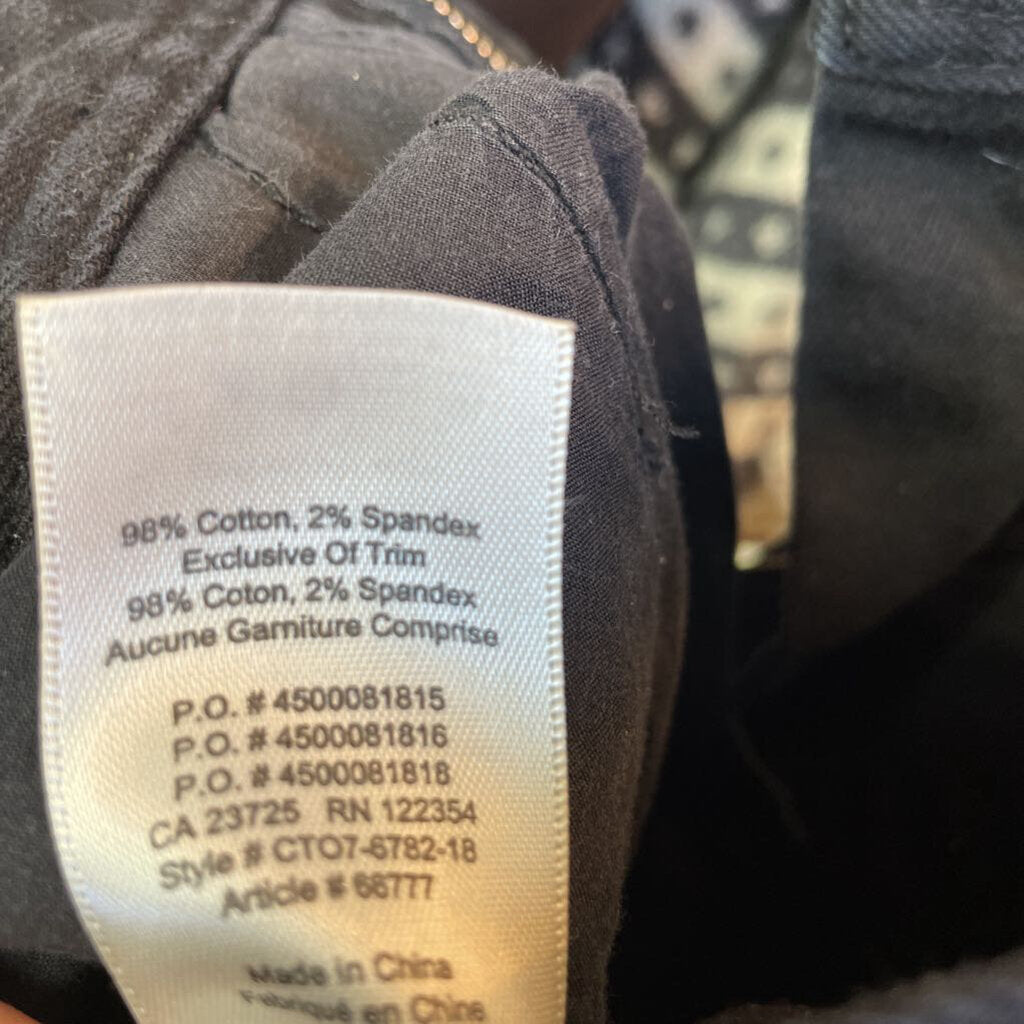 98% Cotton, 2% Spandex
Exclusive Of Trim
98% Coton, 2% Spandex
Aucune Garniture Comprise
P.O. # 4500081815
P.O. # 4500081816
P.O. # 4500081818
CA 23725 RN 122354
Style # CTO7-6782-18
Article # 68777
Made in China
Fabriqué en Chine